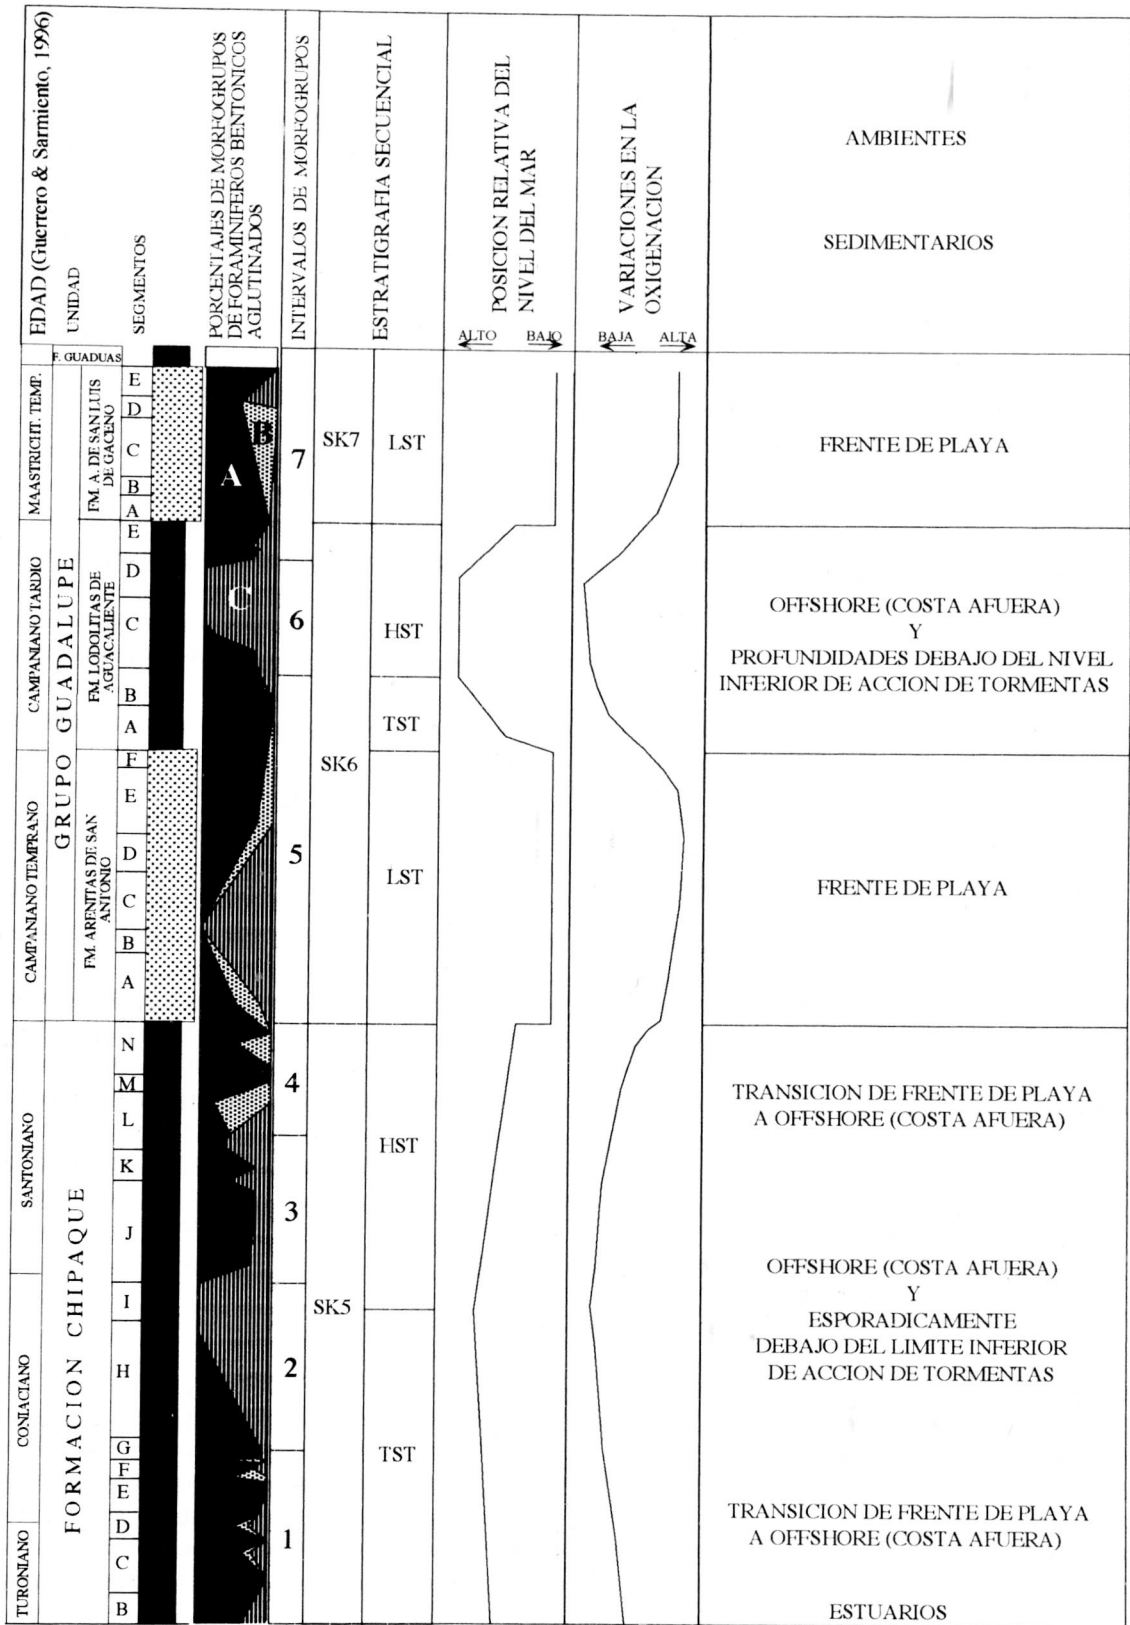 EDAD (Guerrero & Sarmiento, 1996)
UNIDAD
SEGMENTOS
PORCENTAJES DE MORFOGRUPOS
DE FORAMINIFEROS BENTONICOS
AGLUTINADOS
INTERVALOS DE MORFOGRUPOS
ESTRATIGRAFIA SECUENCIAL
POSICION RELATIVA DEL
NIVEL DEL MAR
ALTO BAJO
VARIACIONES EN LA
OXIGENACION
BAJA ALTA
AMBIENTES
SEDIMENTARIOS
F. GUADUAS
MAASTRICHT. TEMP.
CAMPANIANO TARDIO
CAMPANIANO TEMPRANO
SANTONIANO
CONIACIANO
TURONIANO
GRUPO GUADALUPE
FORMACION CHIPAQUE
FM. A. DE SAN LUIS
DE GACENO
FM. LODOLITAS DE
AGUACALIENTE
FM. ARENITAS DE SAN
ANTONIO
E
D
C
B
A
E
D
C
B
A
F
E
D
C
B
A
N
M
L
K
J
I
H
G
F
E
D
C
B
B
A
C
7
6
5
4
3
2
1
SK7
SK6
SK5
LST
HST
TST
LST
HST
TST
FRENTE DE PLAYA
OFFSHORE (COSTA AFUERA)
Y
PROFUNDIDADES DEBAJO DEL NIVEL
INFERIOR DE ACCION DE TORMENTAS
FRENTE DE PLAYA
TRANSICION DE FRENTE DE PLAYA
A OFFSHORE (COSTA AFUERA)
OFFSHORE (COSTA AFUERA)
Y
ESPORADICAMENTE
DEBAJO DEL LIMITE INFERIOR
DE ACCION DE TORMENTAS
TRANSICION DE FRENTE DE PLAYA
A OFFSHORE (COSTA AFUERA)
ESTUARIOS